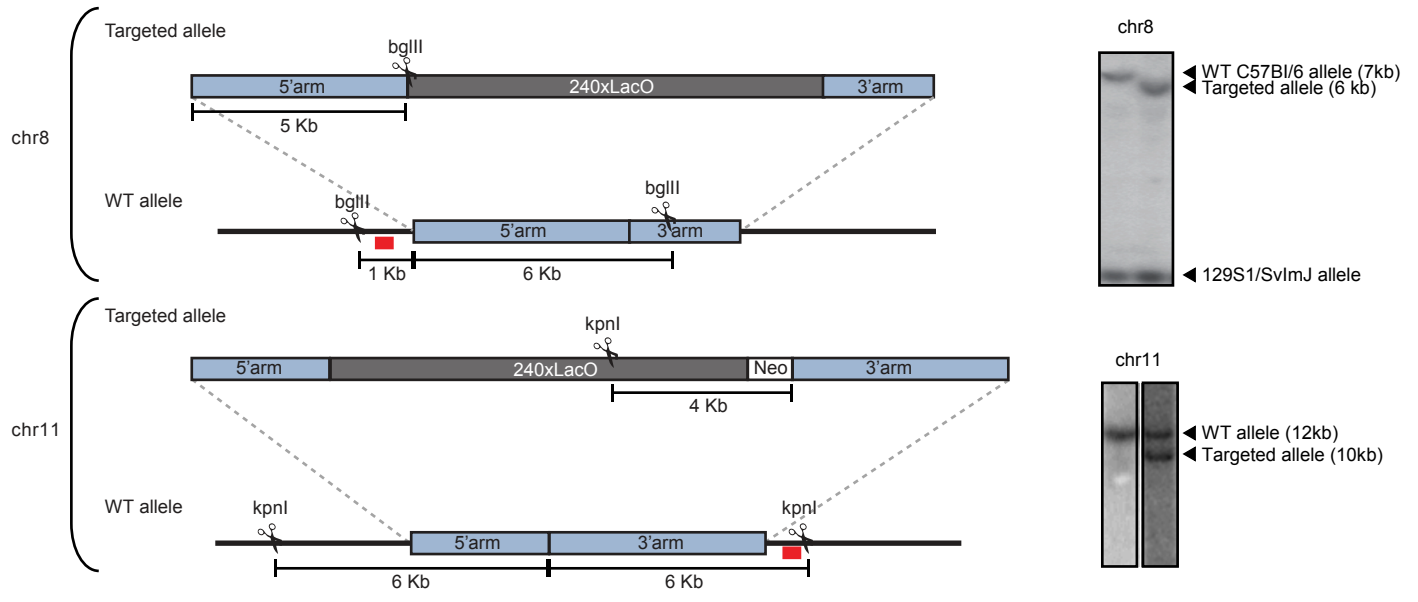 chr8
Targeted allele
bglII
5'arm
240xLacO
3'arm
5 Kb
WT allele
bglII
bglII
5'arm
3'arm
1 Kb
6 Kb
chr8
WT C57Bl/6 allele (7kb)
Targeted allele (6 kb)
129S1/SvImJ allele
chr11
Targeted allele
kpnI
5'arm
240xLacO
Neo
3'arm
4 Kb
WT allele
kpnI
kpnI
5'arm
3'arm
6 Kb
6 Kb
chr11
WT allele (12kb)
Targeted allele (10kb)